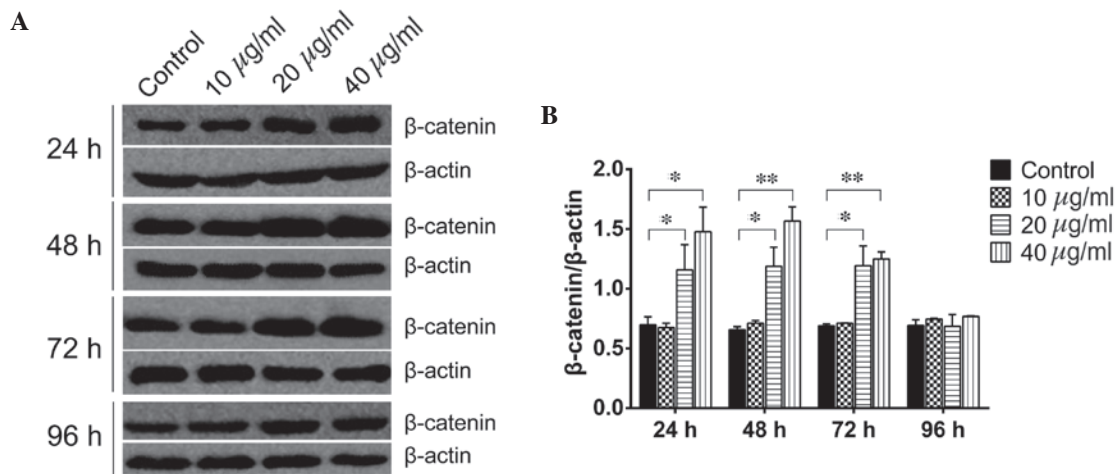 A
Control
10 µg/ml
20 µg/ml
40 µg/ml
24 h
β-catenin
β-actin
48 h
β-catenin
β-actin
72 h
β-catenin
β-actin
96 h
β-catenin
β-actin
B
β-catenin/β-actin
2.0
1.5
1.0
0.5
0.0
* * * ** * **
24 h 48 h 72 h 96 h
Control
10 µg/ml
20 µg/ml
40 µg/ml